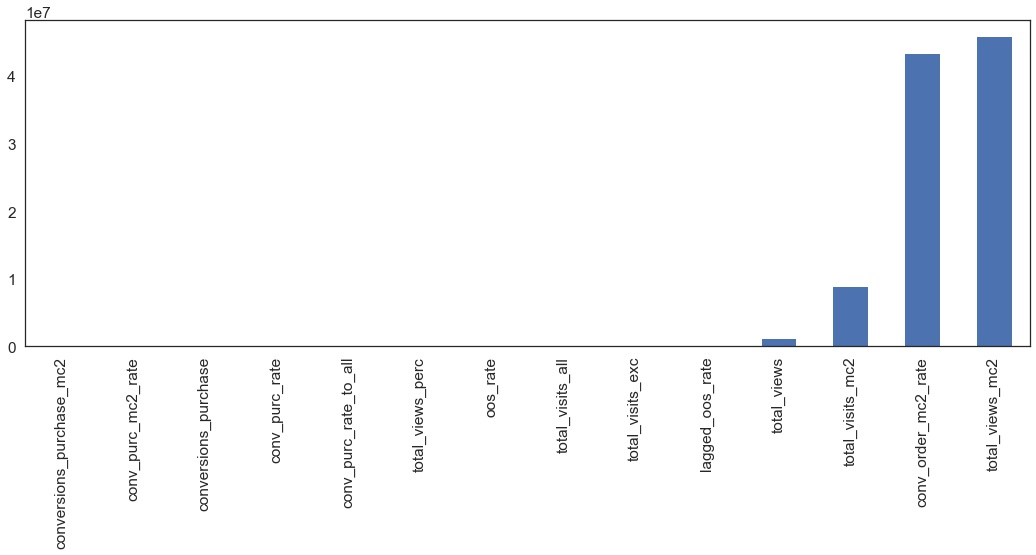 1e7
4
3
2
1
0
conversions_purchase_mc2
conv_purc_mc2_rate
conversions_purchase
conv_purc_rate
conv_purc_rate_to_all
total_views_perc
oos_rate
total_visits_all
total_visits_exc
lagged_oos_rate
total_views
total_visits_mc2
conv_order_mc2_rate
total_views_mc2